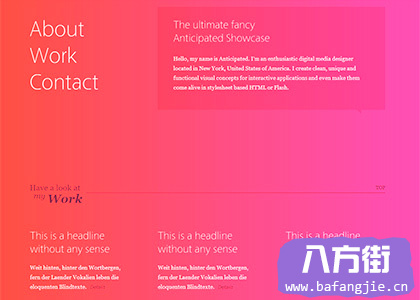 About
Work
Contact
The ultimate fancy
Anticipated Showcase
Hello, my name is Anticipated. I'm an enthusiastic digital media designer
located in New York, United States of America. I create clean, unique and
functional visual concepts for interactive applications and even make them
come alive in stylesheet based HTML or Flash.
Have a look at
my Work
TOP
This is a headline
without any sense
Weit hinten, hinter den Wortbergen,
fern der Laender Vokalien leben die
eloquenten Blindtexte.
This is a headline
without any sense
Weit hinten, hinter den Wortbergen,
fern der Laender Vokalien leben die
eloquenten Blindtexte.
This is a headline
八方街
www.bafangjie.cn